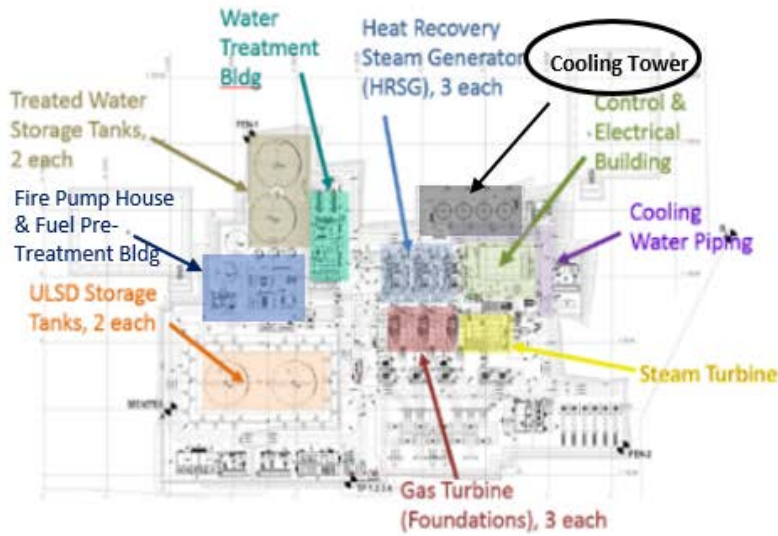 Water
Treatment
Bldg
Heat Recovery
Steam Generator
(HRSG), 3 each
Cooling Tower
Control &
Electrical
Building
Treated Water
Storage Tanks,
2 each
Fire Pump House
& Fuel Pre-
Treatment Bldg
Cooling
Water Piping
ULSD Storage
Tanks, 2 each
Steam Turbine
Gas Turbine
(Foundations), 3 each